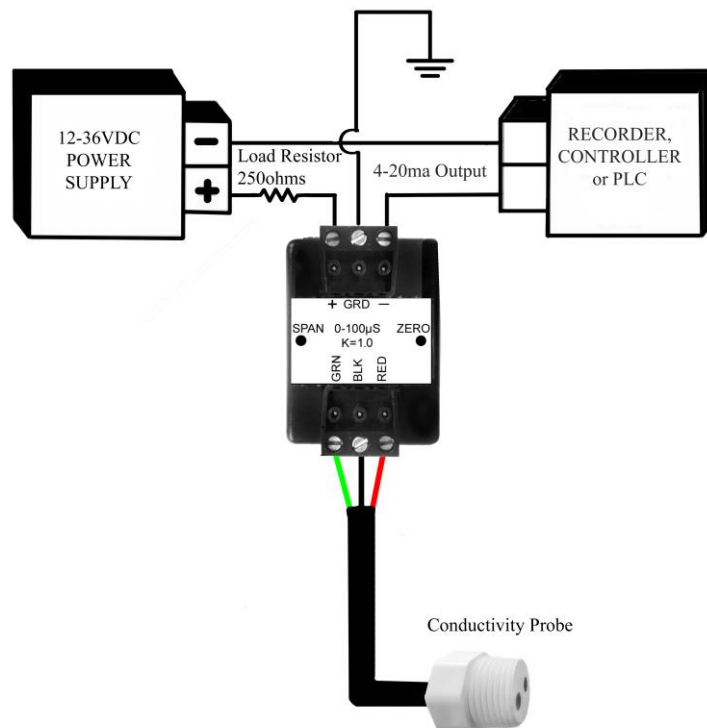 12-36VDC
POWER
SUPPLY
-
+
Load Resistor
250ohms
4-20ma Output
RECORDER,
CONTROLLER
or PLC
+ GRD -
SPAN 0-100µS ZERO
K=1.0
GRN BLK RED
Conductivity Probe